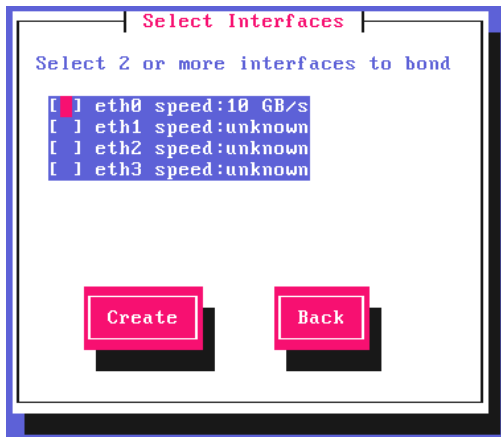 Select Interfaces
Select 2 or more interfaces to bond
[ ] eth0 speed:10 GB/s
[ ] eth1 speed:unknown
[ ] eth2 speed:unknown
[ ] eth3 speed:unknown
Create Back